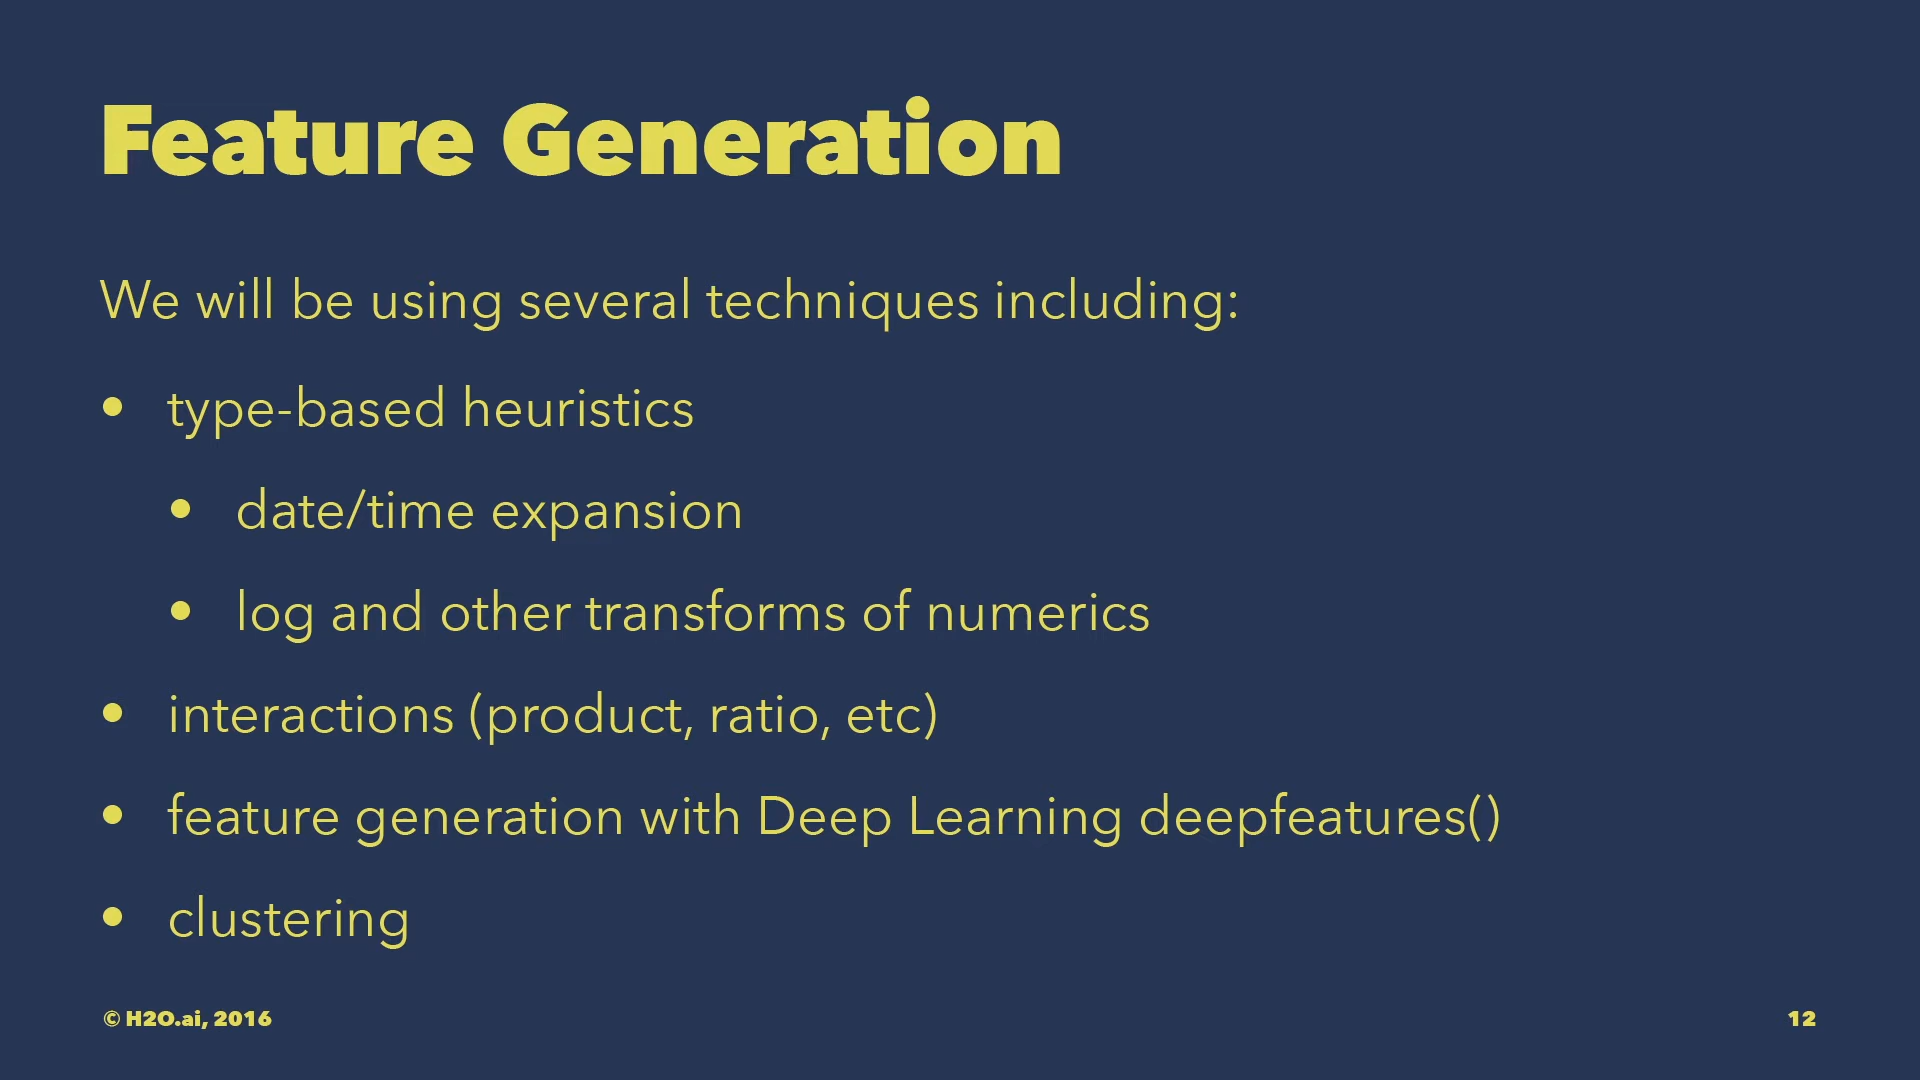 Feature Generation
We will be using several techniques including:
• type-based heuristics
• date/time expansion
• log and other transforms of numerics
• interactions (product, ratio, etc)
• feature generation with Deep Learning deepfeatures()
• clustering
© H2O.ai, 2016
12